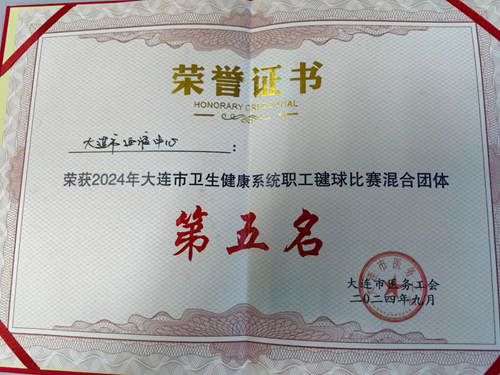 荣誉证书
HONORARY CREDENTIAL
大连市延准中心:
荣获2024年大连市卫生健康系统职工毽球比赛混合团体
第五名
大连市医务工会
二〇二四年九月